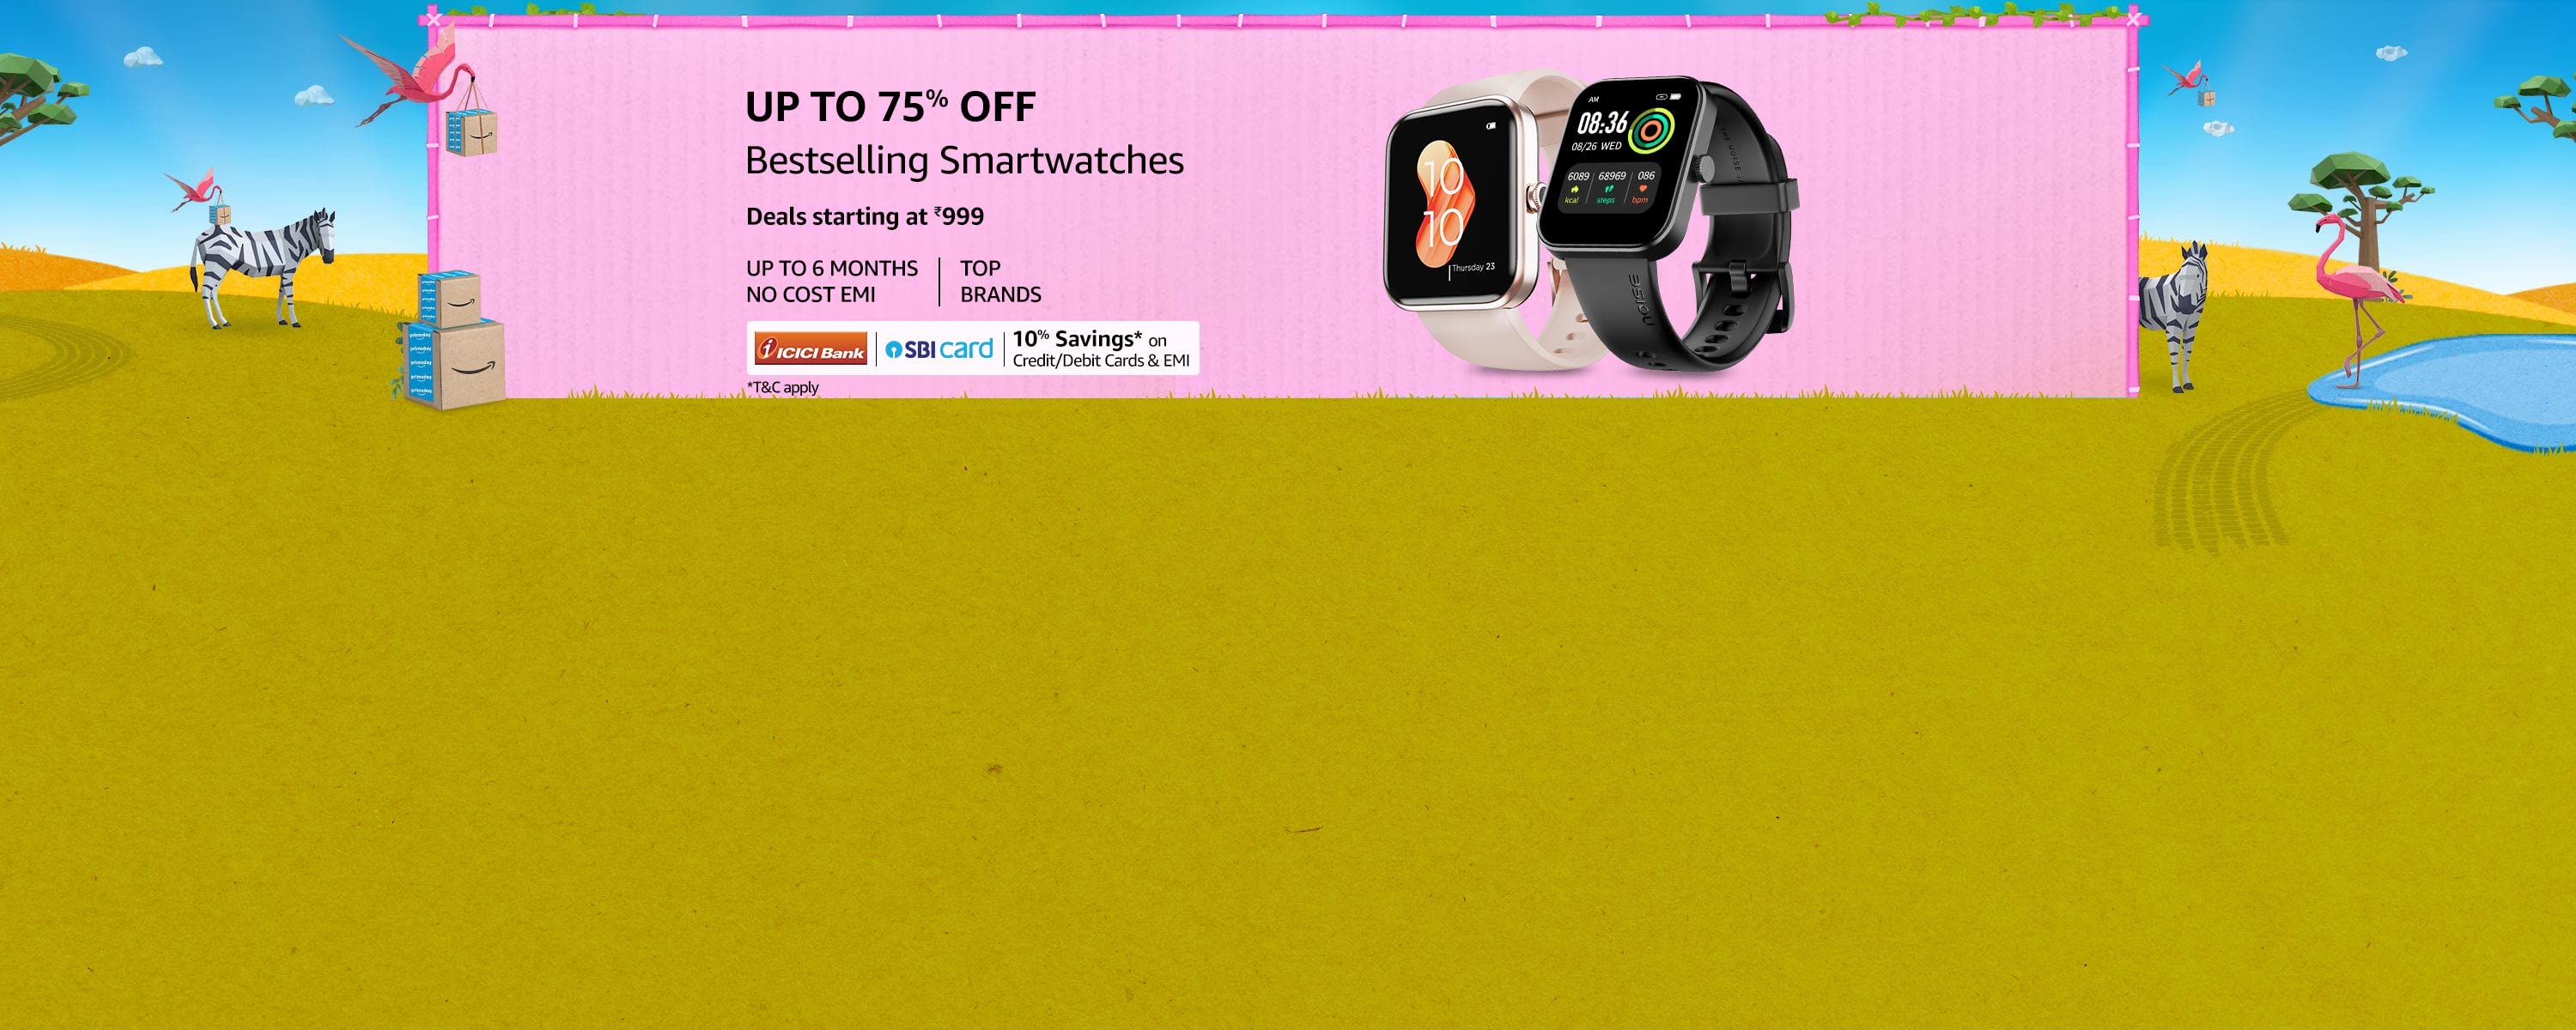 UP TO 75% OFF
Bestselling Smartwatches
Deals starting at ₹999
UP TO 6 MONTHS
NO COST EMI
TOP
BRANDS
ICICI Bank
SBI card
10% Savings* on
Credit/Debit Cards & EMI
*T&C apply
10
10
Thursday 23
AM
08:36
08/26 WED
6089 68969 086
kcal steps bpm
noise